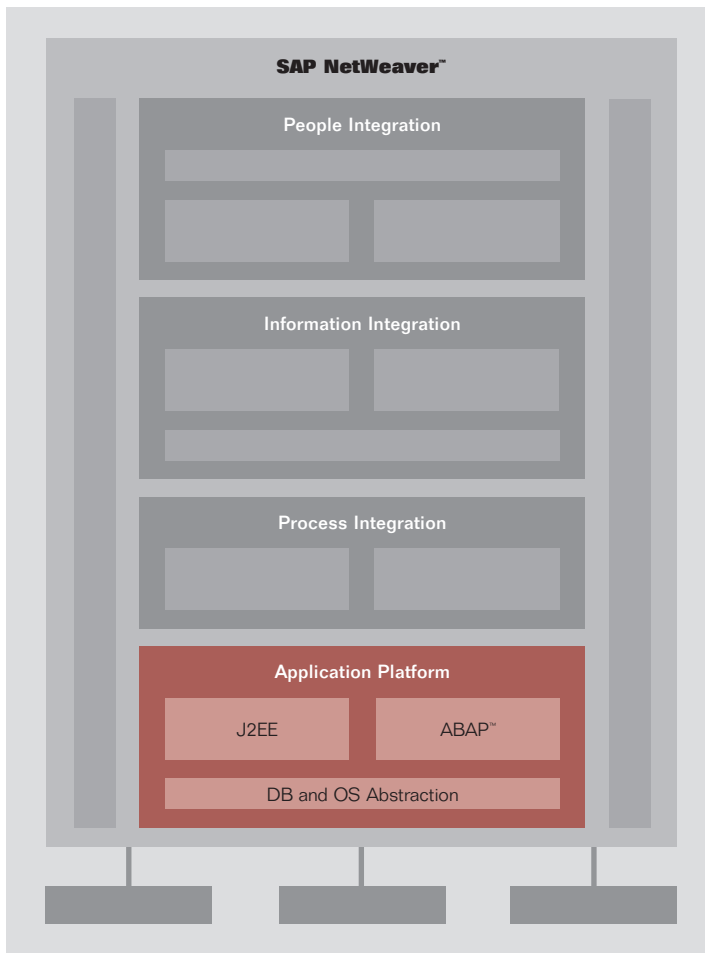 SAP NetWeaver™
People Integration
Information Integration
Process Integration
Application Platform
J2EE
ABAP™
DB and OS Abstraction